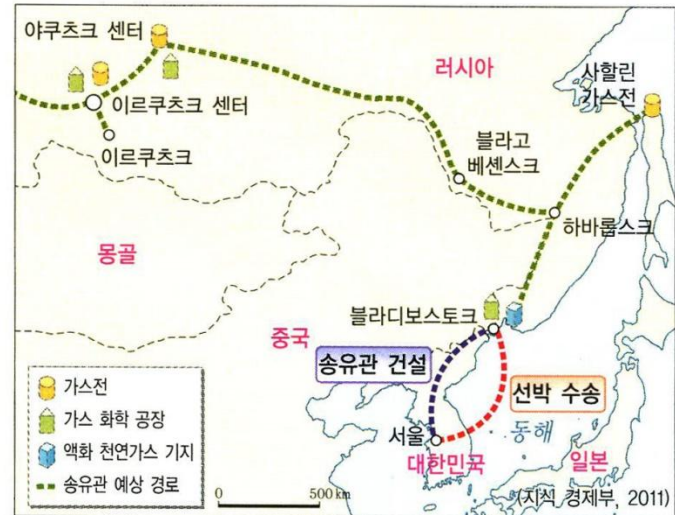 야쿠츠크 센터
러시아
사할린
가스전
이르쿠츠크 센터
이르쿠츠크
블라고
베셴스크
하바롭스크
몽골
중국
블라디보스토크
송유관 건설
선박 수송
서울
동해
대한민국
일본
가스전
가스 화학 공장
액화 천연가스 기지
송유관 예상 경로
0 500 km
(지식 경제부, 2011)